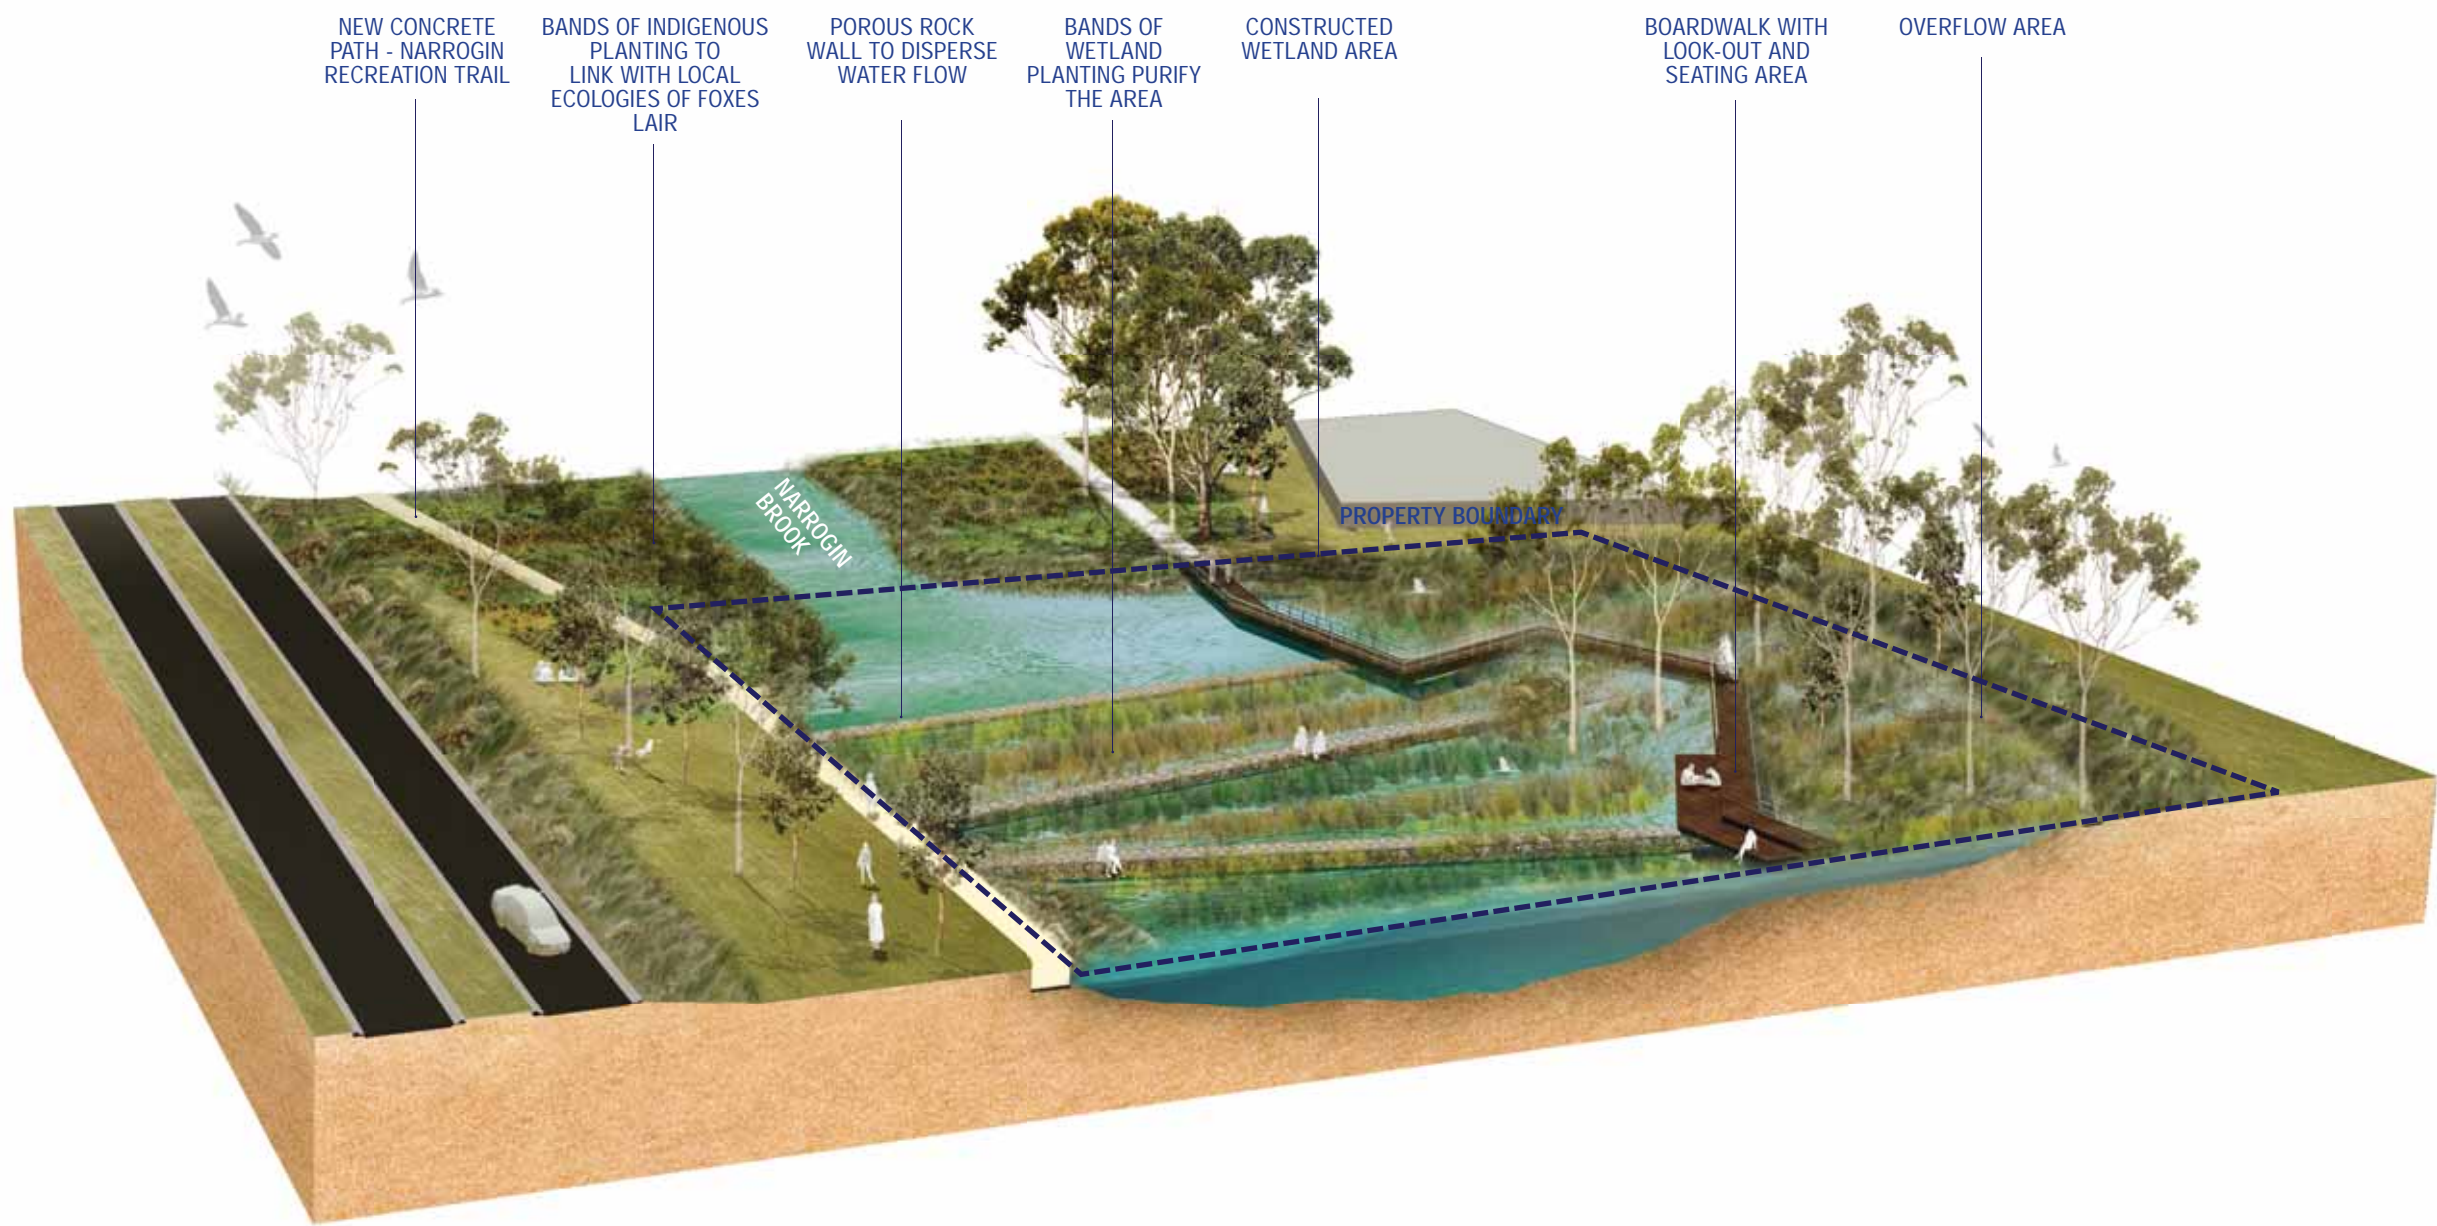 NEW CONCRETE
PATH - NARROGIN
RECREATION TRAIL
BANDS OF INDIGENOUS
PLANTING TO
LINK WITH LOCAL
ECOLOGIES OF FOXES
LAIR
POROUS ROCK
WALL TO DISPERSE
WATER FLOW
BANDS OF
WETLAND
PLANTING PURIFY
THE AREA
CONSTRUCTED
WETLAND AREA
BOARDWALK WITH
LOOK-OUT AND
SEATING AREA
OVERFLOW AREA
NARROGIN
BROOK
PROPERTY BOUNDARY